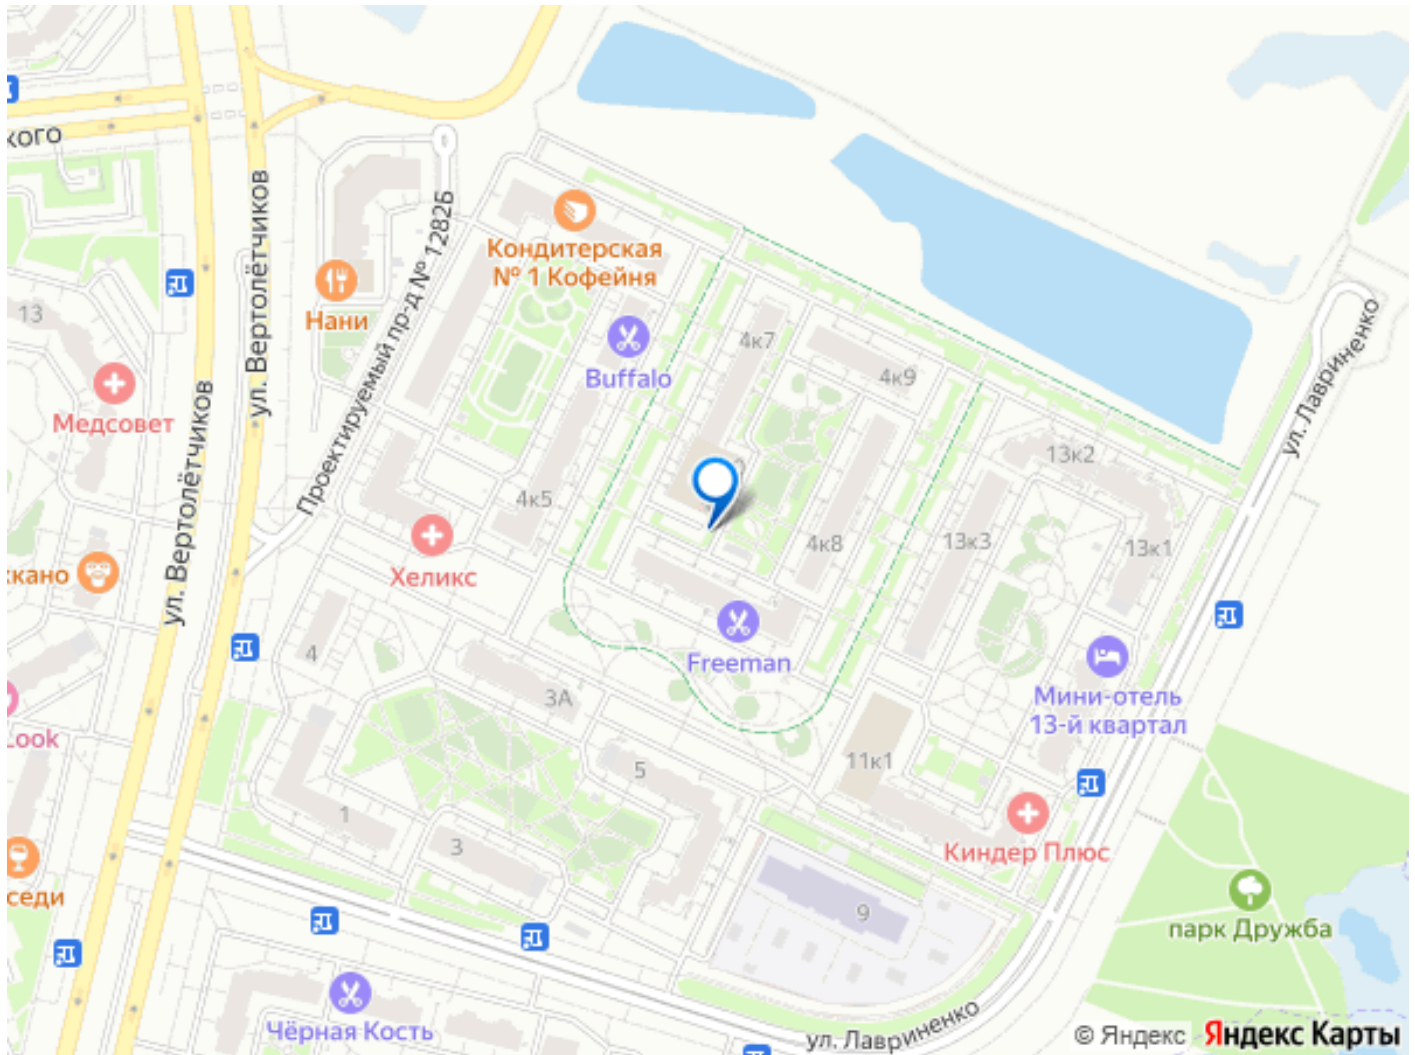 кого
ул. Вертолётчиков
ул. Вертолётчиков
Проектируемый пр-д № 1282Б
Кондитерская
№ 1 Кофейня
Нани
13
Медсовет
Buffalo
4к7
4к9
ул. Лавриненко
13к2
4к5
4к8
13к3
13к1
Хеликс
ккано
Freeman
4
3А
Мини-отель
13-й квартал
Look
11к1
5
1
3
Киндер Плюс
седи
9
парк Дружба
Чёрная Кость
ул. Лавриненко
© Яндекс Яндекс Карты